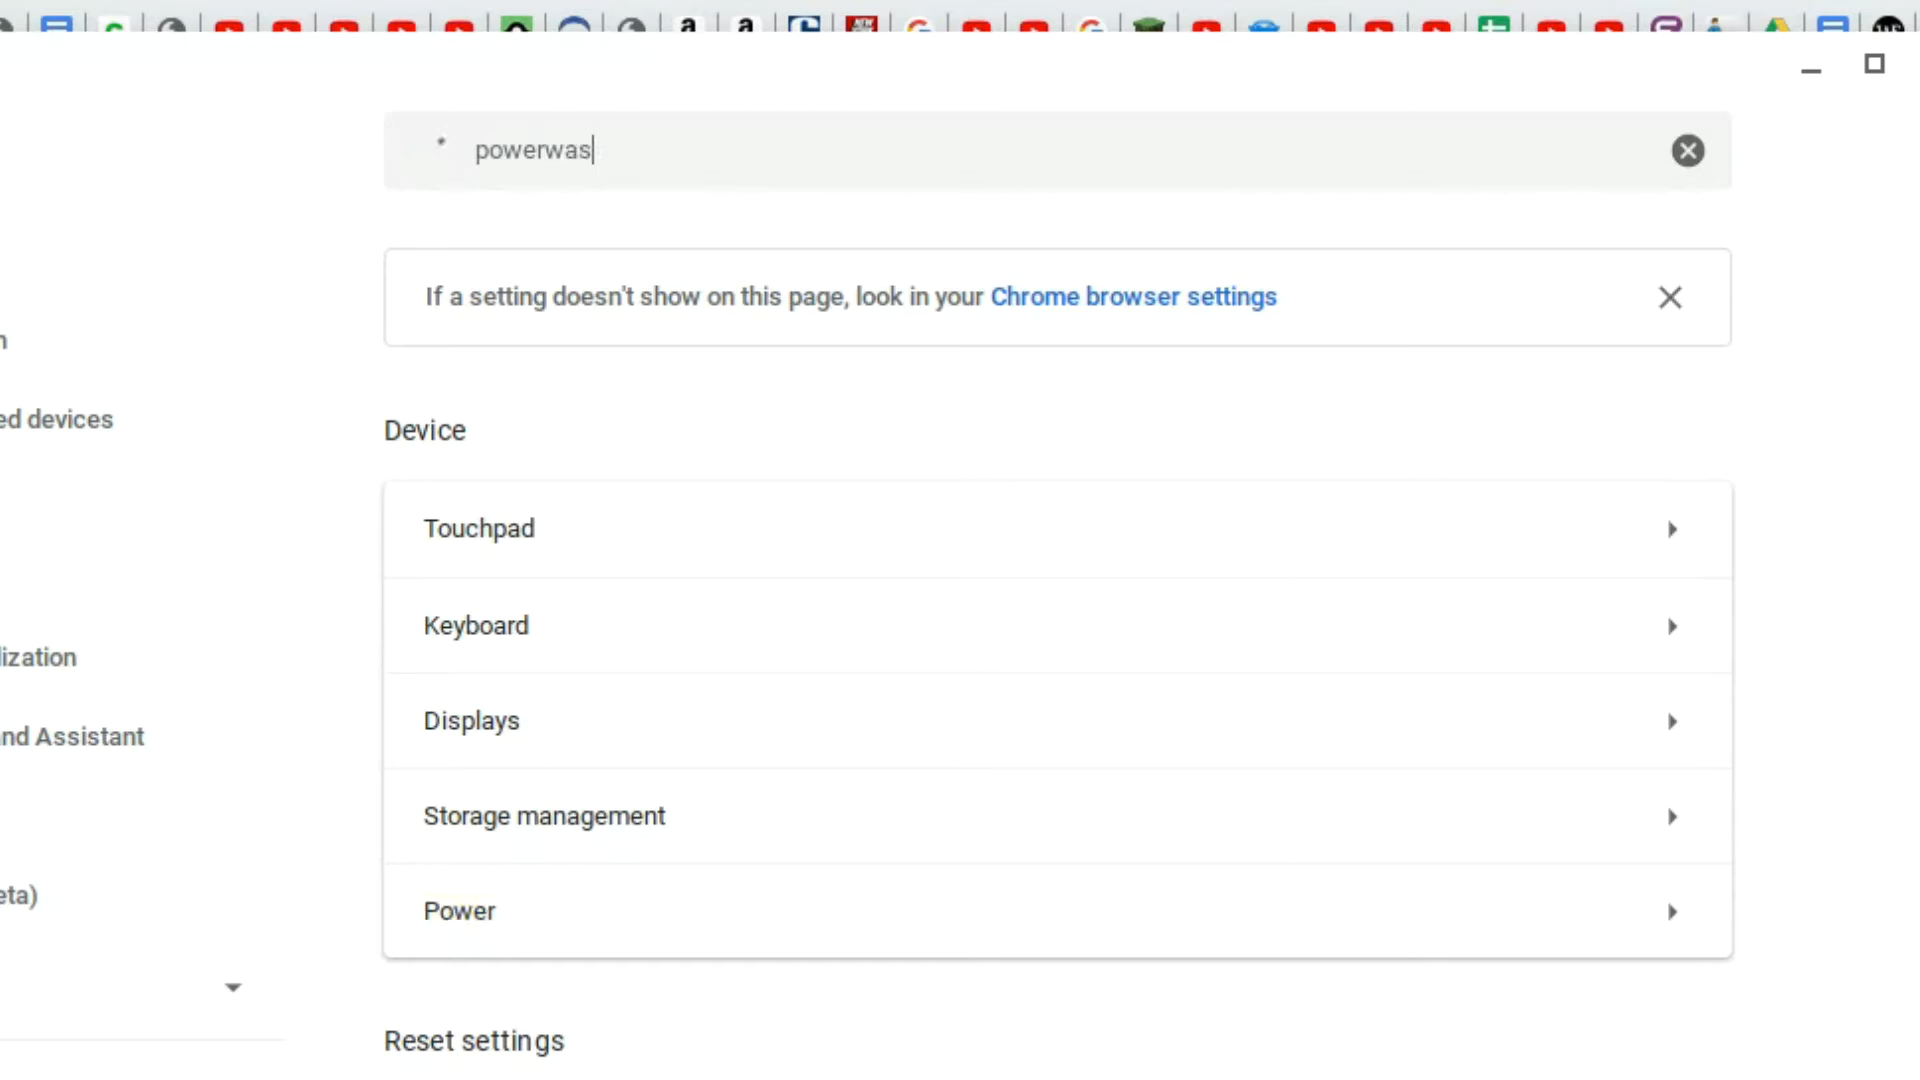 powerwas
If a setting doesn't show on this page, look in your Chrome browser settings
ed devices
Device
Touchpad
Keyboard
lization
Displays
nd Assistant
Storage management
eta)
Power
Reset settings